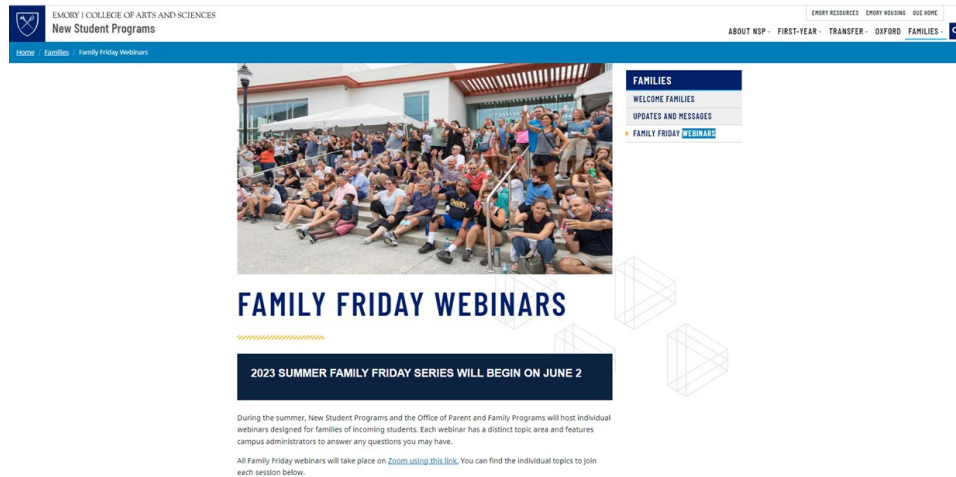 EMORY RESOURCES EMORY HOUSING OUE HOME
EMORY | COLLEGE OF ARTS AND SCIENCES
New Student Programs
ABOUT NSP FIRST-YEAR TRANSFER OXFORD FAMILIES
Home / Families / Family Friday Webinars
FAMILIES
WELCOME FAMILIES
UPDATES AND MESSAGES
FAMILY FRIDAY WEBINARS
FAMILY FRIDAY WEBINARS
2023 SUMMER FAMILY FRIDAY SERIES WILL BEGIN ON JUNE 2
During the summer, New Student Programs and the Office of Parent and Family Programs will host individual
webinars designed for families of incoming students. Each webinar has a distinct topic area and features
campus administrators to answer any questions you may have.
All Family Friday webinars will take place on Zoom using this link. You can find the individual topics to join
each session below.